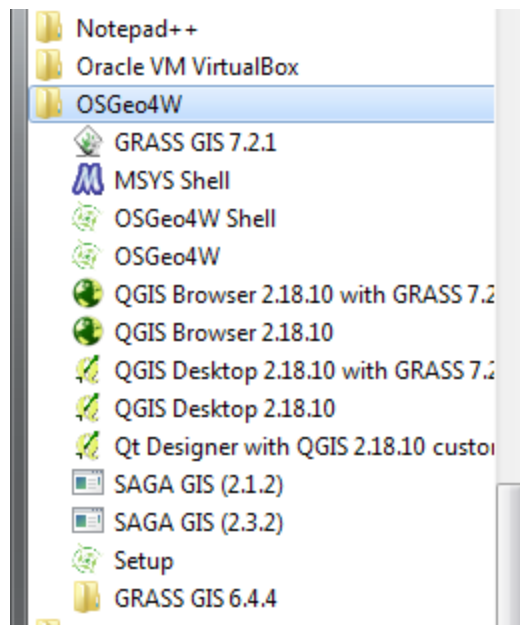 Notepad++
Oracle VM VirtualBox
OSGeo4W
GRASS GIS 7.2.1
MSYS Shell
OSGeo4W Shell
OSGeo4W
QGIS Browser 2.18.10 with GRASS 7.2
QGIS Browser 2.18.10
QGIS Desktop 2.18.10 with GRASS 7.2
QGIS Desktop 2.18.10
Qt Designer with QGIS 2.18.10 custo
SAGA GIS (2.1.2)
SAGA GIS (2.3.2)
Setup
GRASS GIS 6.4.4